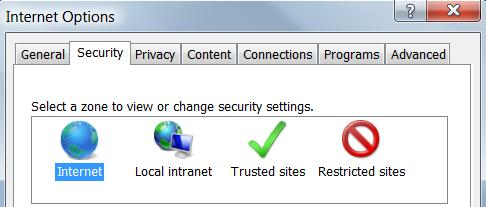 Internet Options
General Security Privacy Content Connections Programs Advanced
Select a zone to view or change security settings.
Internet Local intranet Trusted sites Restricted sites